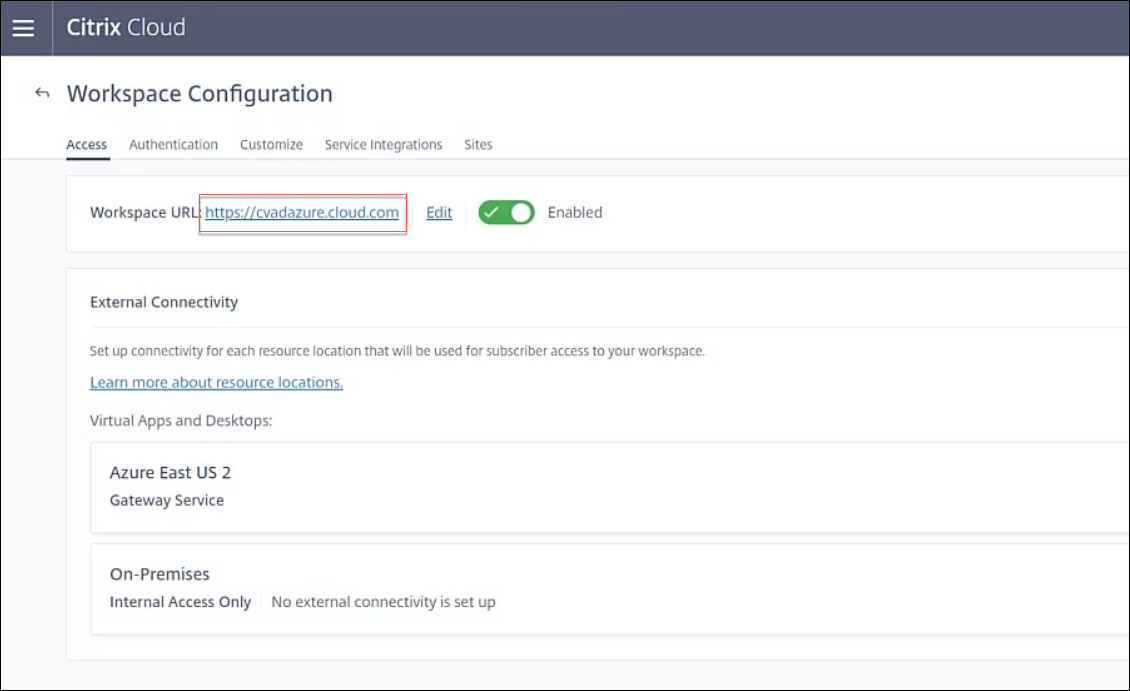 Citrix Cloud
Workspace Configuration
Access Authentication Customize Service Integrations Sites
Workspace URL: https://cvadazure.cloud.com Edit Enabled
External Connectivity
Set up connectivity for each resource location that will be used for subscriber access to your workspace.
Learn more about resource locations.
Virtual Apps and Desktops:
Azure East US 2
Gateway Service
On-Premises
Internal Access Only No external connectivity is set up